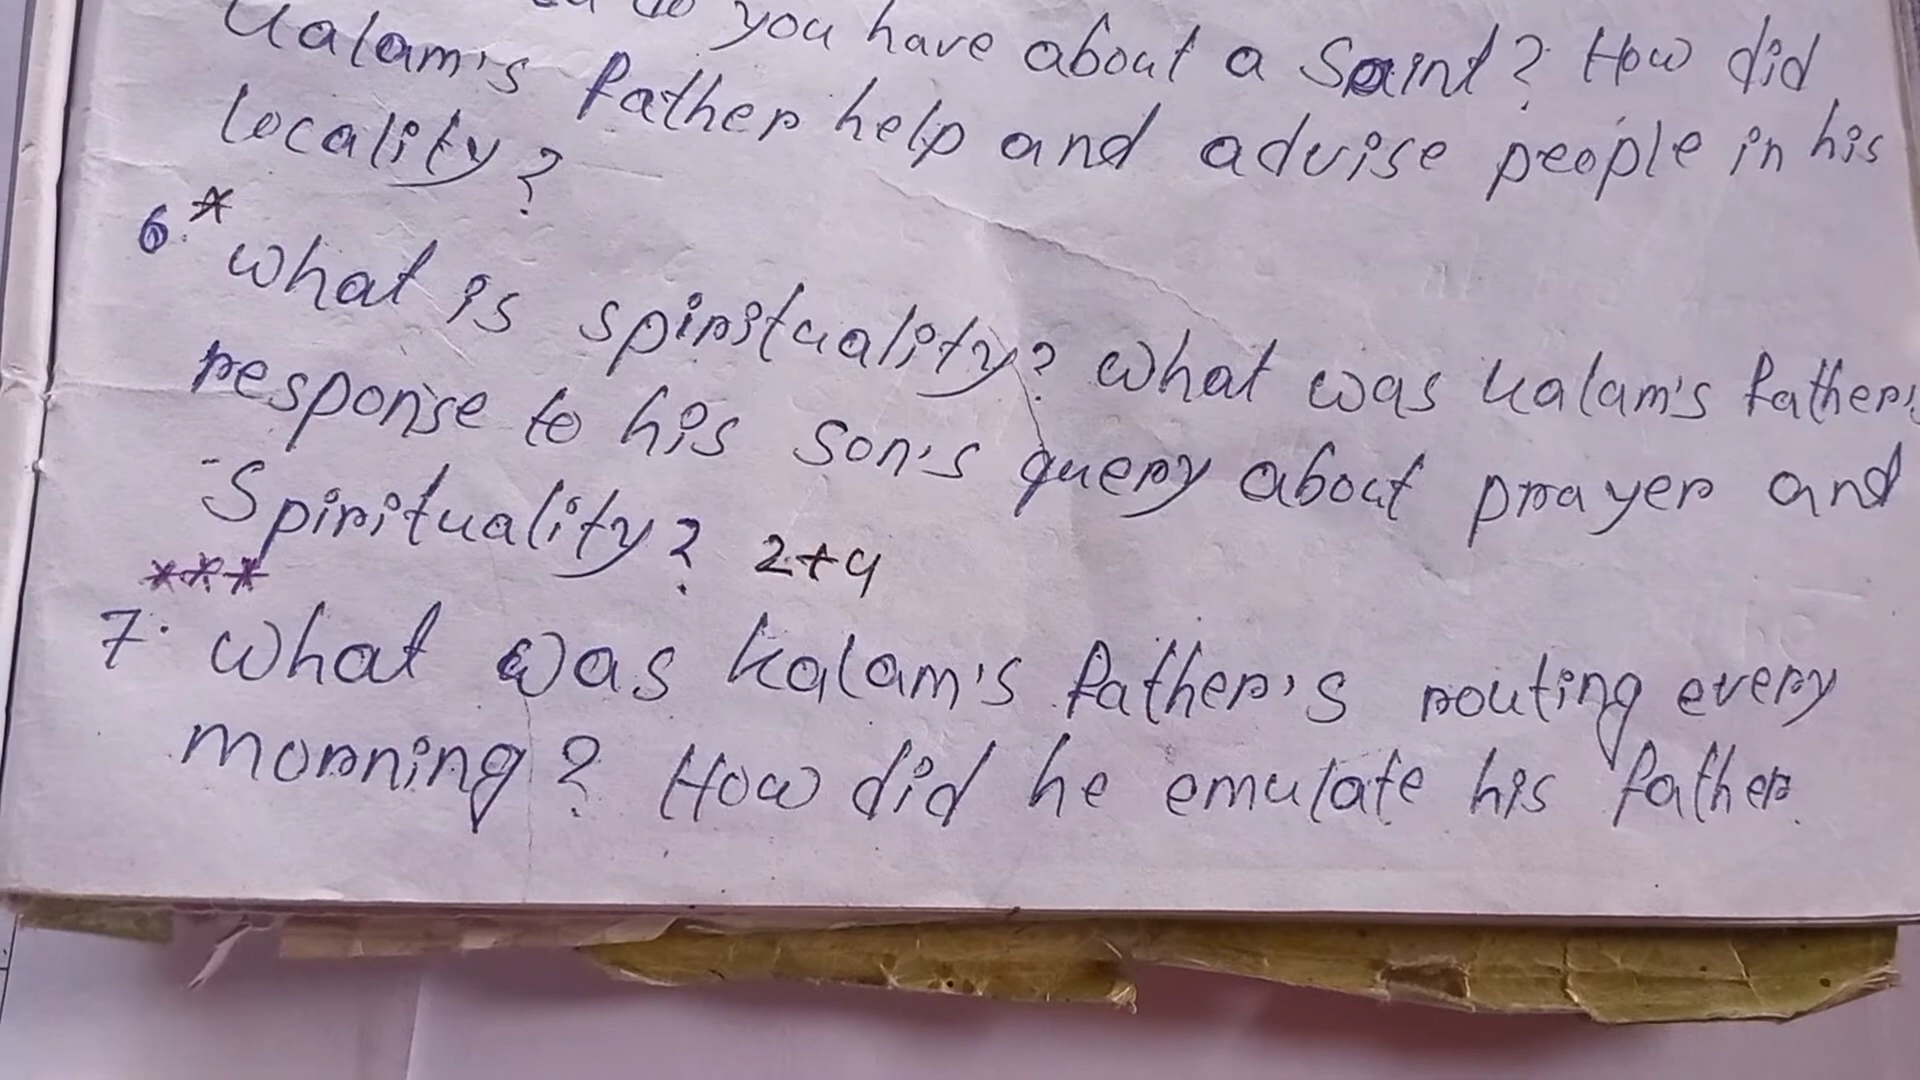 do you have about a Saint? How did
Kalam's father help and advise people in his
locality?
6.* What is spirituality? What was Kalam's father's
response to his son's query about prayer and
Spirituality? 2+4
***
7. What was Kalam's father's routing every
morning? How did he emulate his father.